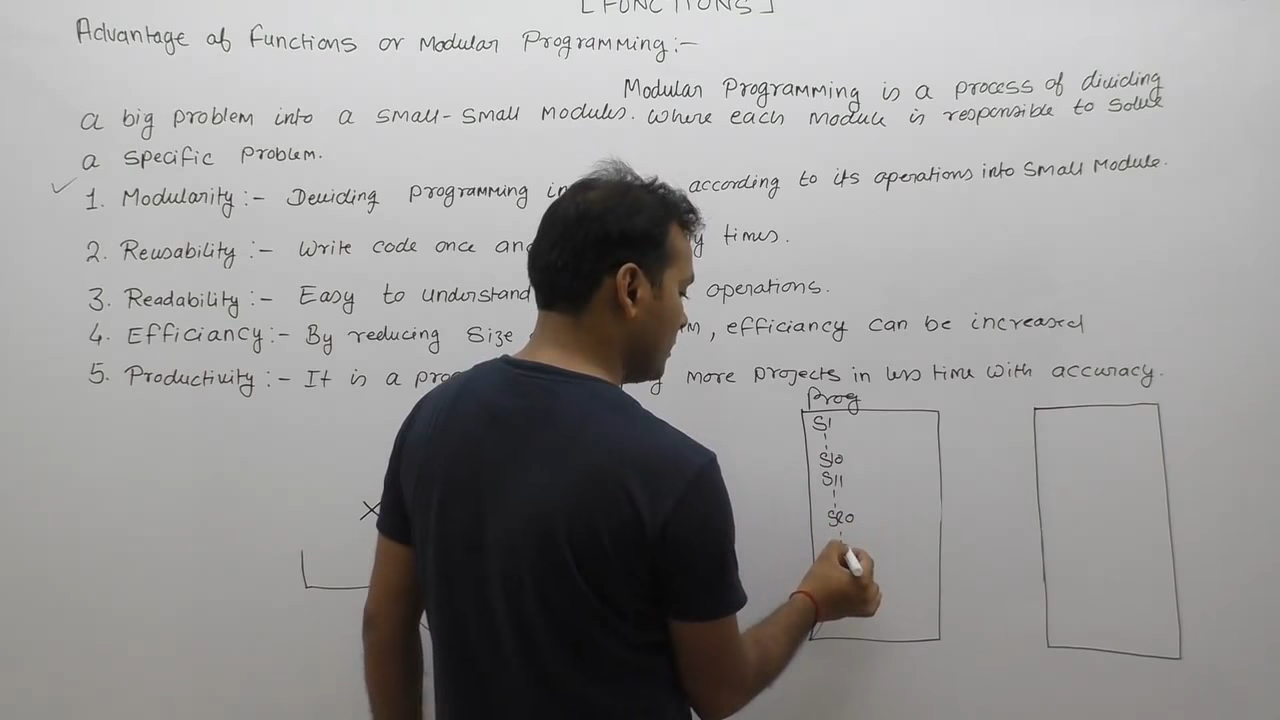 [FUNCTIONS]
Advantage of Functions or Modular Programming:-
Modular Programming is a process of dividing
a big problem into a small-small modules. Where each Module is responsible to Solve
a specific Problem.
1. Modularity:- Deviding programming in according to its operations into Small Module.
2. Reusability:- Write code once times.
3. Readability:- Easy to understand operations.
4. Efficiancy:- By reducing Size , efficiancy can be increased
5. Productivity:- It is a more projects in less time with accuracy.
Prog
S1
S10
S11
S20
X